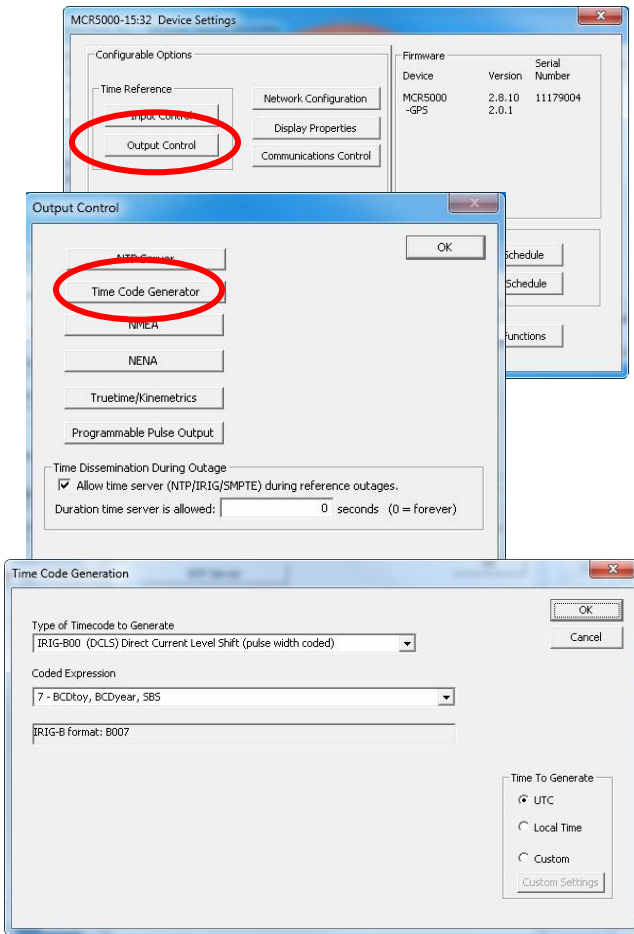 MCR5000-15:32 Device Settings
Configurable Options
Time Reference
Input Control
Output Control
Network Configuration
Display Properties
Communications Control
Firmware
Device Version Serial Number
MCR5000 2.8.10 11179004
-GPS 2.0.1
Schedule
Schedule
Functions
Output Control
OK
NTP Server
Time Code Generator
NMEA
NENA
Truetime/Kinemetrics
Programmable Pulse Output
Time Dissemination During Outage
Allow time server (NTP/IRIG/SMPTE) during reference outages.
Duration time server is allowed: 0 seconds (0 = forever)
Time Code Generation
OK
Cancel
Type of Timecode to Generate
IRIG-B00 (DCLS) Direct Current Level Shift (pulse width coded)
Coded Expression
7 - BCDtoy, BCDyear, SBS
IRIG-B format: B007
Time To Generate
UTC
Local Time
Custom
Custom Settings